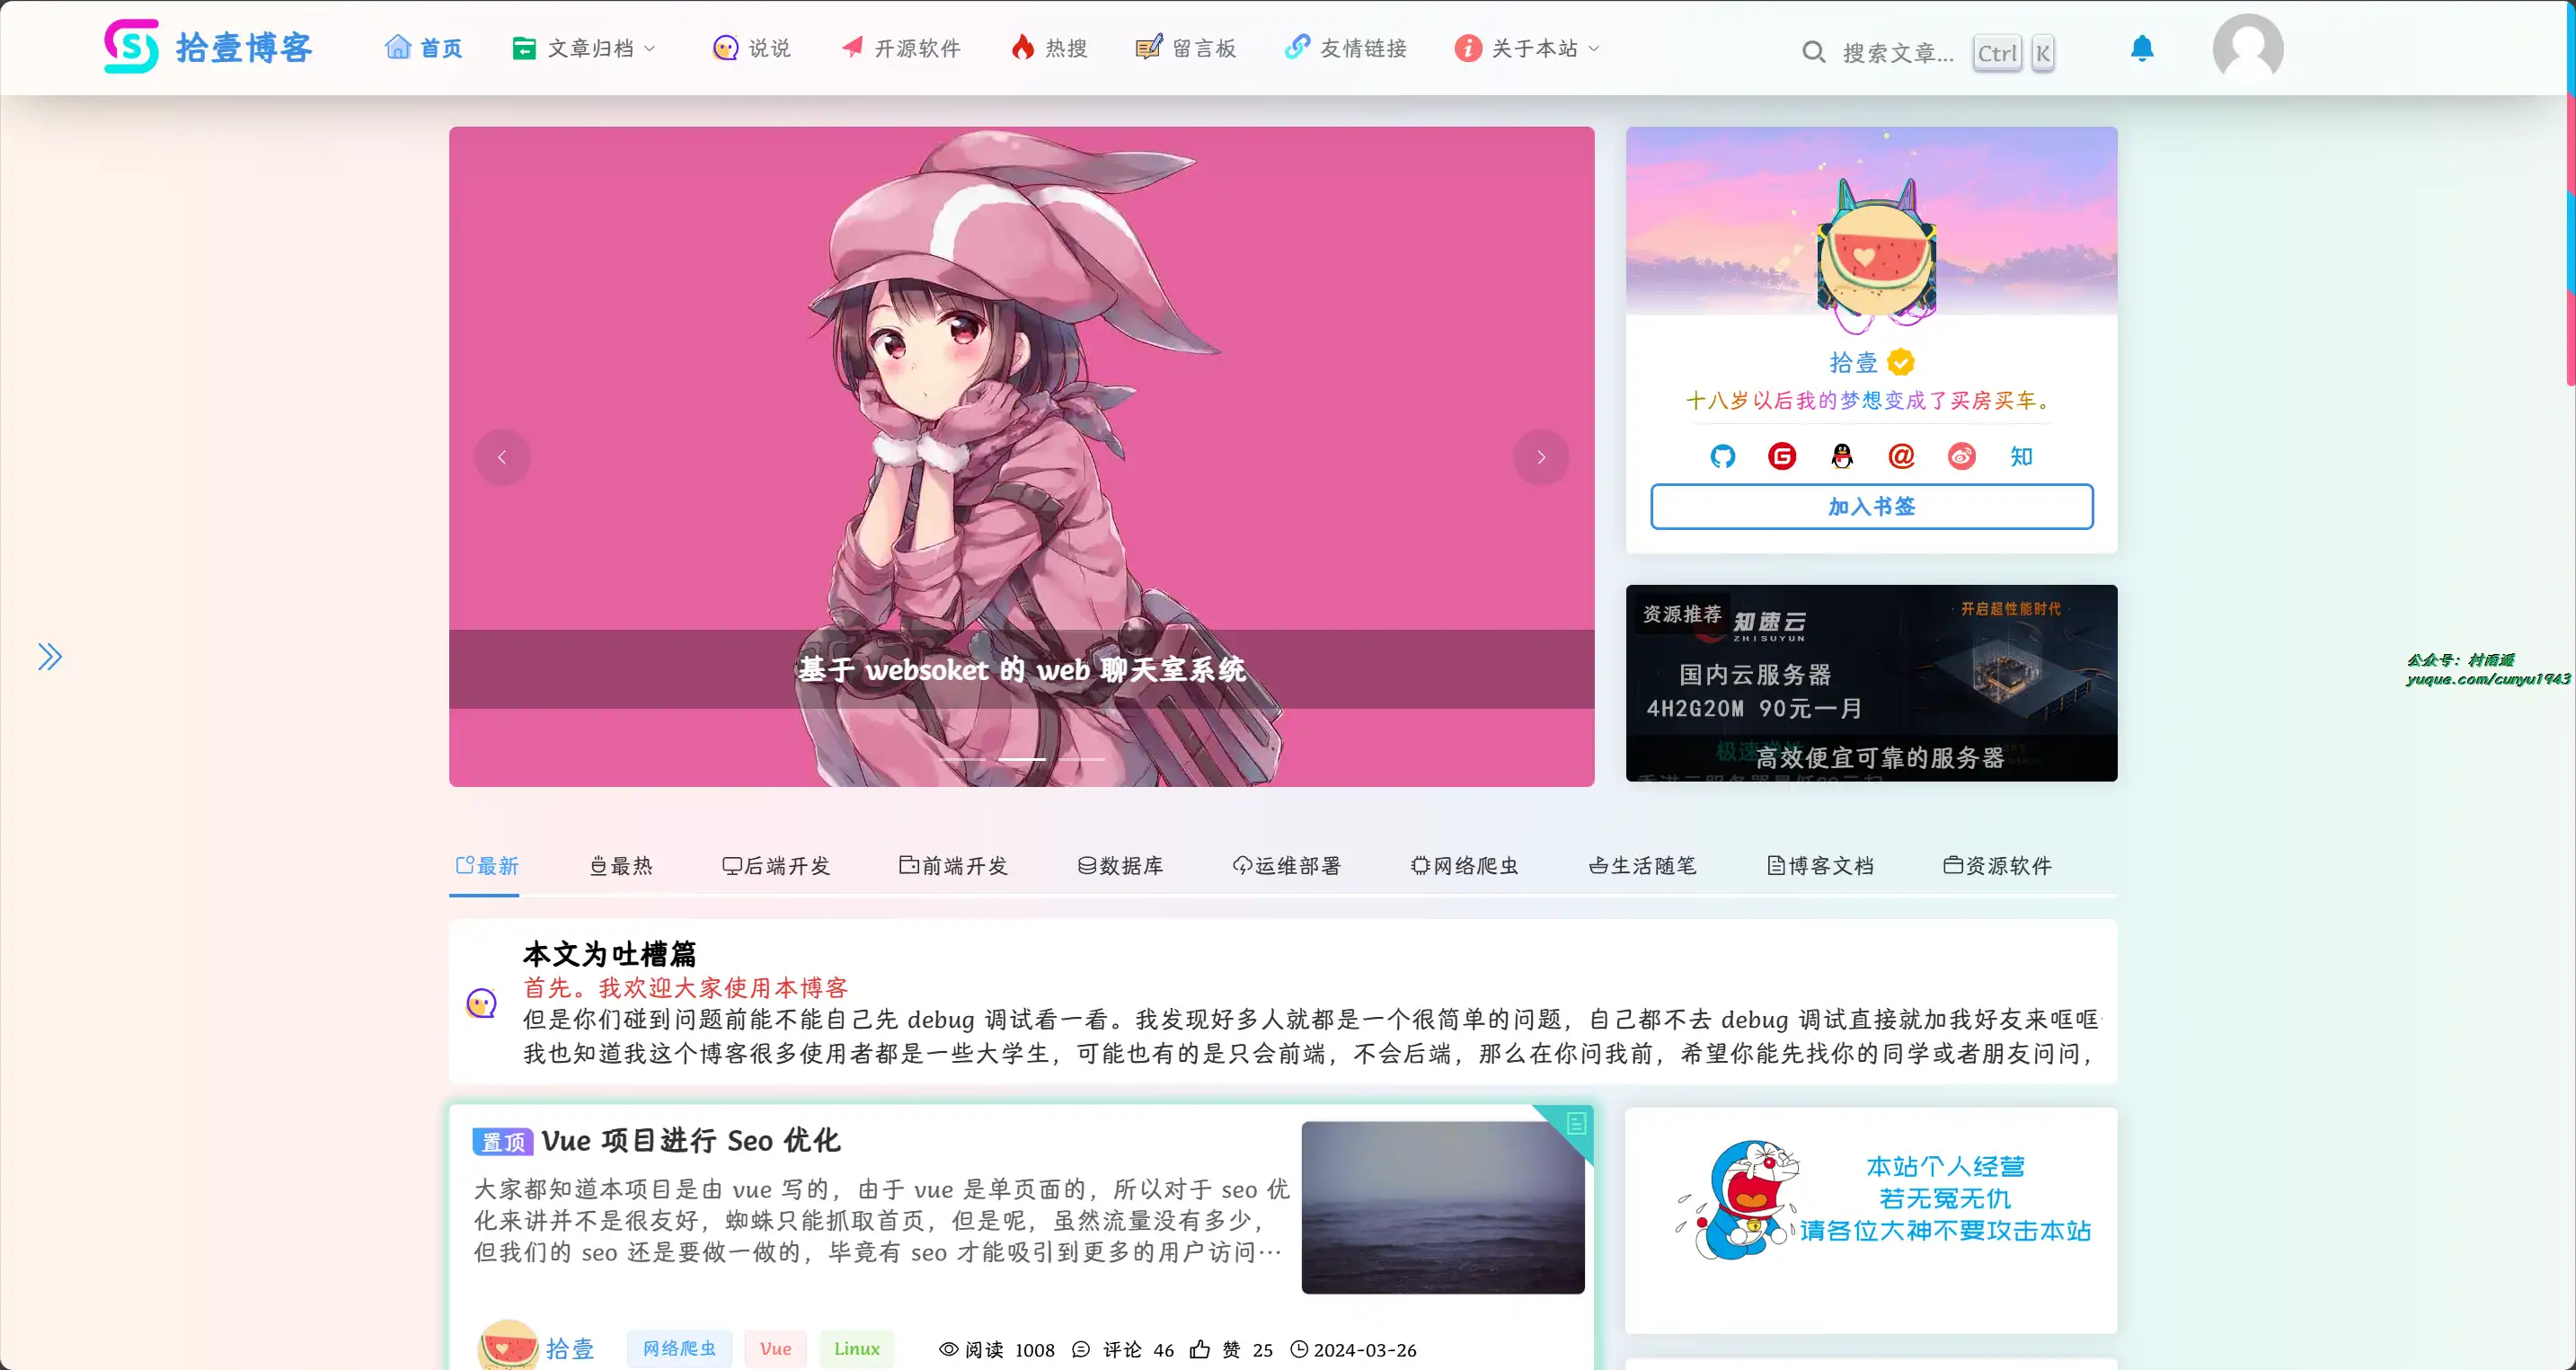 拾壹博客
首页
文章归档
说说
开源软件
热搜
留言板
友情链接
关于本站
搜索文章...
Ctrl
K
基于 websoket 的 web 聊天室系统
拾壹
十八岁以后我的梦想变成了买房买车。
知
加入书签
资源推荐
知速云
ZHISUYUN
开启超性能时代
国内云服务器
4H2G20M 90元一月
高效便宜可靠的服务器
公众号：村雨遥
yuque.com/cunyu1943
最新
最热
后端开发
前端开发
数据库
运维部署
网络爬虫
生活随笔
博客文档
资源软件
本文为吐槽篇
首先。我欢迎大家使用本博客
但是你们碰到问题前能不能自己先 debug 调试看一看。我发现好多人就都是一个很简单的问题，自己都不去 debug 调试直接就加我好友来哐哐
我也知道我这个博客很多使用者都是一些大学生，可能也有的是只会前端，不会后端，那么在你问我前，希望你能先找你的同学或者朋友问问，
置顶 Vue 项目进行 Seo 优化
大家都知道本项目是由 vue 写的，由于 vue 是单页面的，所以对于 seo 优
化来讲并不是很友好，蜘蛛只能抓取首页，但是呢，虽然流量没有多少，
但我们的 seo 还是要做一做的，毕竟有 seo 才能吸引到更多的用户访问…
拾壹
网络爬虫
Vue
Linux
阅读 1008
评论 46
赞 25
2024-03-26
本站个人经营
若无冤无仇
请各位大神不要攻击本站